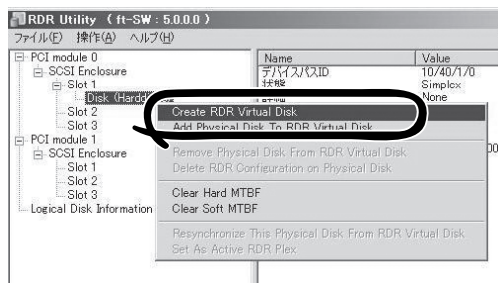 RDR Utility ( ft-SW : 5.0.0.0 )
ファイル(F) 操作(A) ヘルプ(H)
PCI module 0
SCSI Enclosure
Slot 1
Disk (Hardd
Slot 2
Slot 3
PCI module 1
SCSI Enclosure
Slot 1
Slot 2
Slot 3
Logical Disk Information
Name Value
デバイスパスID 10/40/1/0
状態 Simplex
None
Create RDR Virtual Disk
Add Physical Disk To RDR Virtual Disk
Remove Physical Disk From RDR Virtual Disk
Delete RDR Configuration on Physical Disk
Clear Hard MTBF
Clear Soft MTBF
Resynchronize This Physical Disk From RDR Virtual Disk
Set As Active RDR Plex